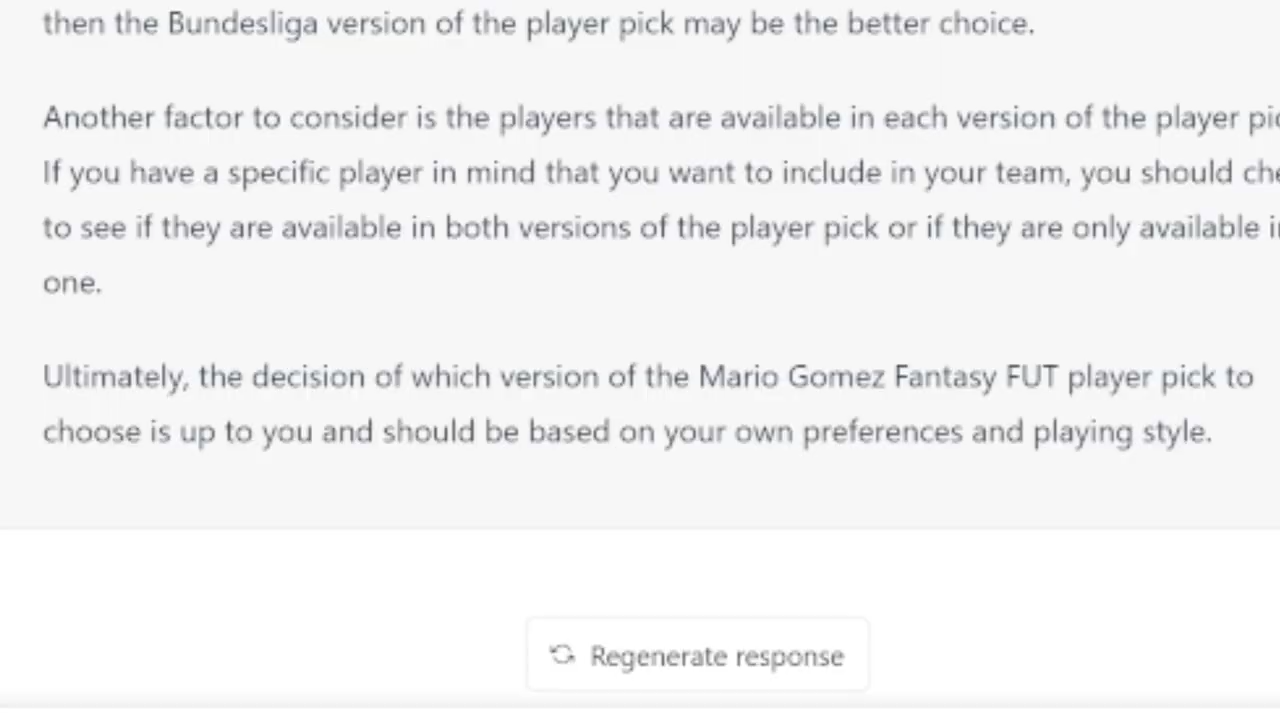 then the Bundesliga version of the player pick may be the better choice.
Another factor to consider is the players that are available in each version of the player
If you have a specific player in mind that you want to include in your team, you should
to see if they are available in both versions of the player pick or if they are only available
one.
Ultimately, the decision of which version of the Mario Gomez Fantasy FUT player pick to
choose is up to you and should be based on your own preferences and playing style.
Regenerate response